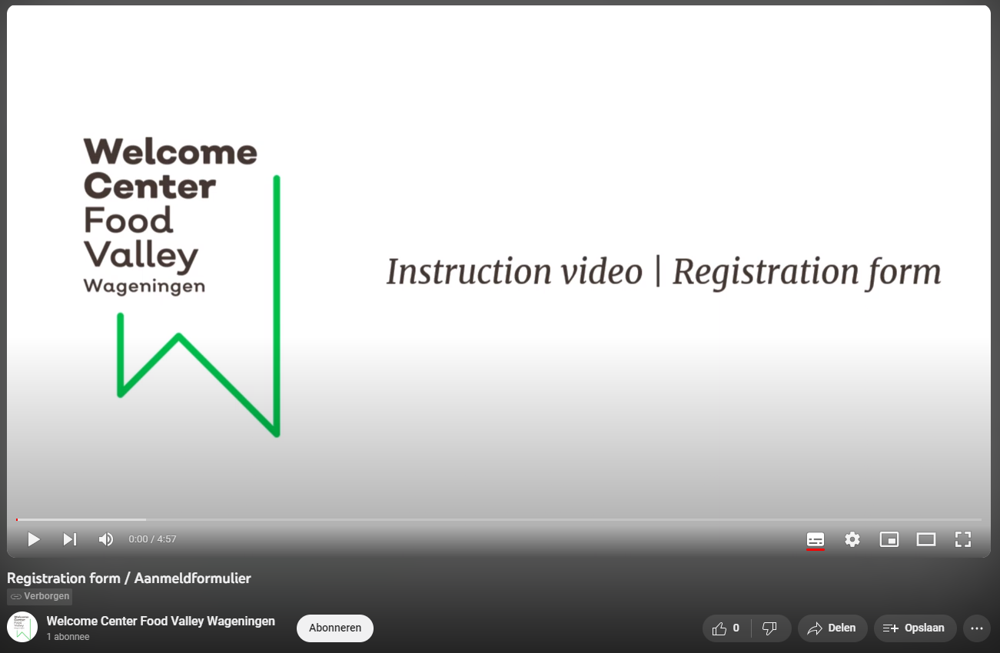 Welcome
Center
Food
Valley
Wageningen
Instruction video | Registration form
0:00 / 4:57
Registration form / Aanmeldformulier
Verborgen
Welcome Center Food Valley Wageningen
1 abonnee
Abonneren
0
Delen
Opslaan